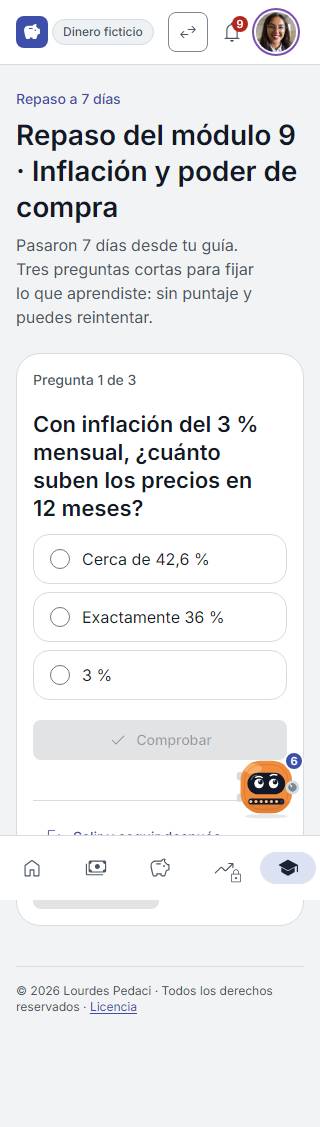 Dinero ficticio
9
Repaso a 7 días
Repaso del módulo 9
· Inflación y poder de
compra
Pasaron 7 días desde tu guía.
Tres preguntas cortas para fijar
lo que aprendiste: sin puntaje y
puedes reintentar.
Pregunta 1 de 3
Con inflación del 3 %
mensual, ¿cuánto
suben los precios en
12 meses?
Cerca de 42,6 %
Exactamente 36 %
3 %
Comprobar
6
© 2026 Lourdes Pedaci · Todos los derechos
reservados · Licencia